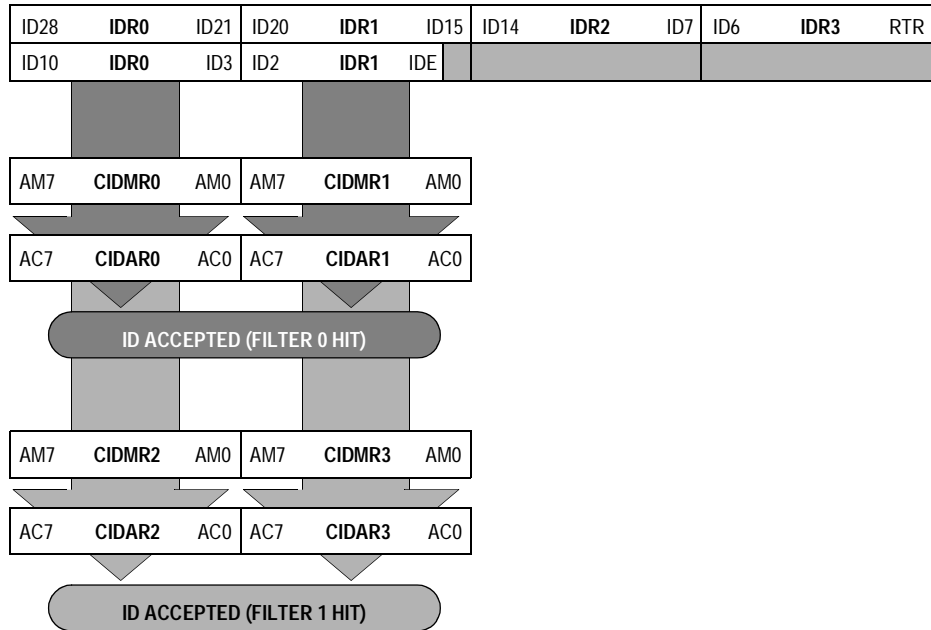 ID28 IDR0 ID21 ID20 IDR1 ID15 ID14 IDR2 ID7 ID6 IDR3 RTR
ID10 IDR0 ID3 ID2 IDR1 IDE
AM7 CIDMR0 AM0 AM7 CIDMR1 AM0
AC7 CIDAR0 AC0 AC7 CIDAR1 AC0
ID ACCEPTED (FILTER 0 HIT)
AM7 CIDMR2 AM0 AM7 CIDMR3 AM0
AC7 CIDAR2 AC0 AC7 CIDAR3 AC0
ID ACCEPTED (FILTER 1 HIT)